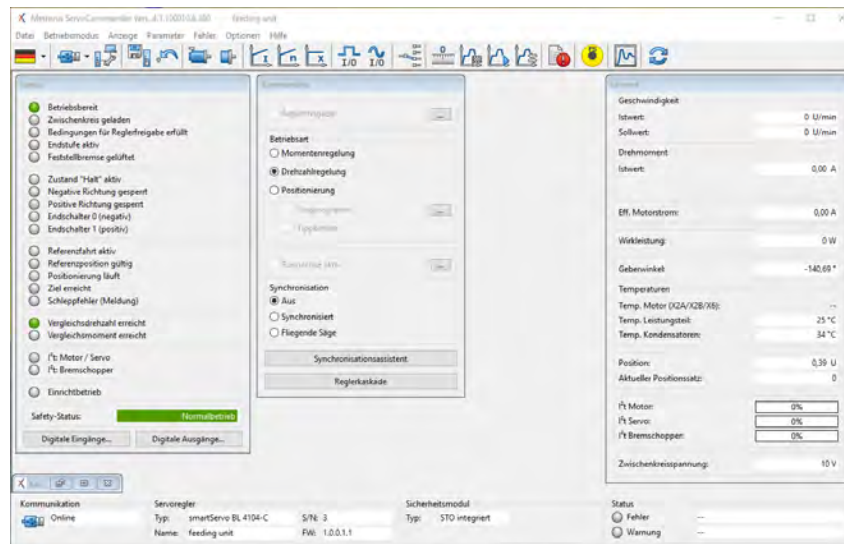 Metronix ServoCommander feeding unit
Datei Betriebsmodus Anzeige Parameter Fehler Optionen Hilfe
I n x I/O I/O
Betriebsbereit
Zwischenkreis geladen
Bedingungen für Reglerfreigabe erfüllt
Endstufe aktiv
Feststellbremse gelüftet
Zustand "Halt" aktiv
Negative Richtung gesperrt
Positive Richtung gesperrt
Endschalter 0 (negativ)
Endschalter 1 (positiv)
Referenzfahrt aktiv
Referenzposition gültig
Positionierung läuft
Ziel erreicht
Schleppfehler (Meldung)
Vergleichsdrehzahl erreicht
Vergleichsmoment erreicht
I²t: Motor / Servo
I²t: Bremschopper
Einrichtbetrieb
Safety-Status: Normalbetrieb
Digitale Eingänge... Digitale Ausgänge...
...
Betriebsart
Momentenregelung
Drehzahlregelung
Positionierung
...
...
Synchronisation
Aus
Synchronisiert
Fliegende Säge
Synchronisationsassistent
Reglerkaskade
Geschwindigkeit
Istwert: 0 U/min
Sollwert: 0 U/min
Drehmoment
Istwert: 0,00 A
Eff. Motorstrom: 0,00 A
Wirkleistung: 0 W
Geberwinkel -140,69 °
Temperaturen
Temp. Motor (X2A/X2B/X6): --
Temp. Leistungsteil: 25 °C
Temp. Kondensatoren: 34 °C
Position: 0,39 U
Aktueller Positionssatz: 0
I²t Motor: 0%
I²t Servo: 0%
I²t Bremschopper: 0%
Zwischenkreisspannung: 10 V
Kommunikation
Online
Servoregler
Typ: smartServo BL 4104-C S/N: 3
Name: feeding unit FW: 1.0.0.1.1
Sicherheitsmodul
Typ: STO integriert
Status
Fehler --
Warnung --